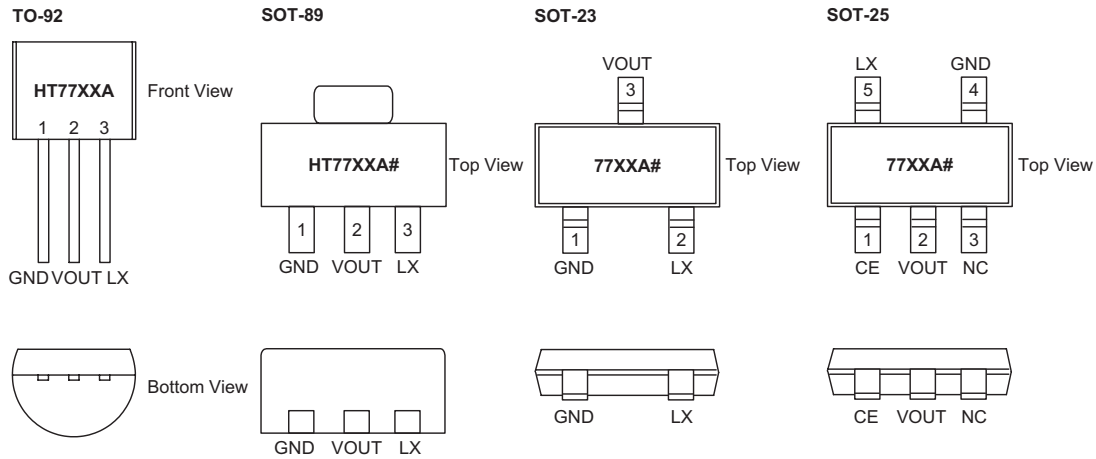 TO-92
SOT-89
SOT-23
SOT-25
HT77XXA
Front View
1 2 3
GND VOUT LX
HT77XXA#
Top View
1 2 3
GND VOUT LX
VOUT
3
77XXA#
Top View
1 2
GND LX
LX GND
5 4
77XXA#
Top View
1 2 3
CE VOUT NC
Bottom View
GND VOUT LX
GND LX
CE VOUT NC